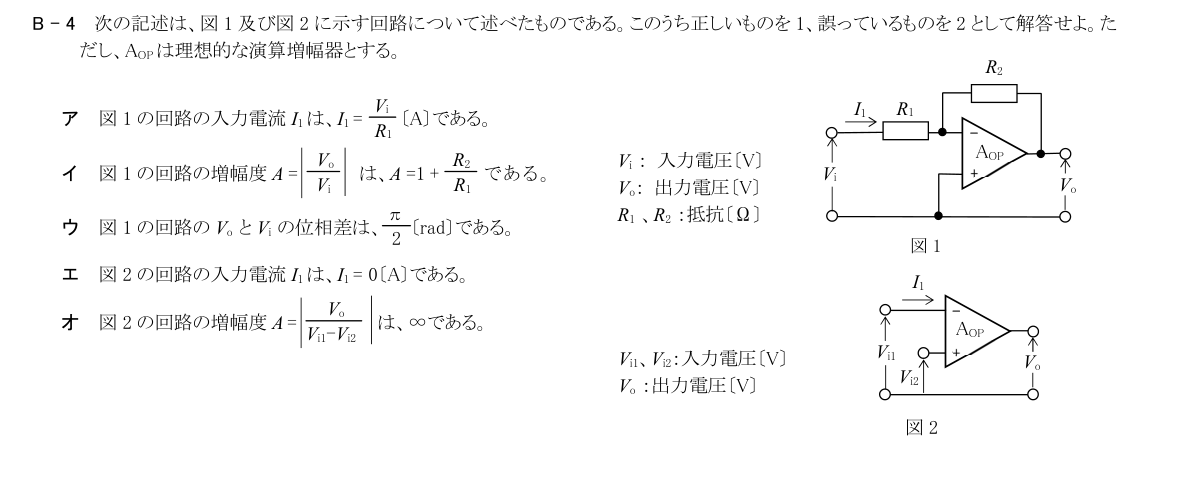 B－4 次の記述は、図1及び図2に示す回路について述べたものである。このうち正しいものを1、誤っているものを2として解答せよ。た
だし、AOPは理想的な演算増幅器とする。
ア 図1の回路の入力電流I1は、I1= Vi/R1〔A〕である。
イ 図1の回路の増幅度A=|Vo/Vi|は、A=1+R2/R1である。
ウ 図1の回路のVoとViの位相差は、π/2〔rad〕である。
エ 図2の回路の入力電流I1は、I1= 0〔A〕である。
オ 図2の回路の増幅度A=|Vo/Vi1−Vi2|は、∞である。
Vi： 入力電圧〔V〕
Vo： 出力電圧〔V〕
R1、R2：抵抗〔Ω〕
R2
I1
R1
−
AOP
+
Vi
Vo
図1
Vi1、Vi2：入力電圧〔V〕
Vo：出力電圧〔V〕
I1
−
AOP
+
Vi1
Vi2
Vo
図2